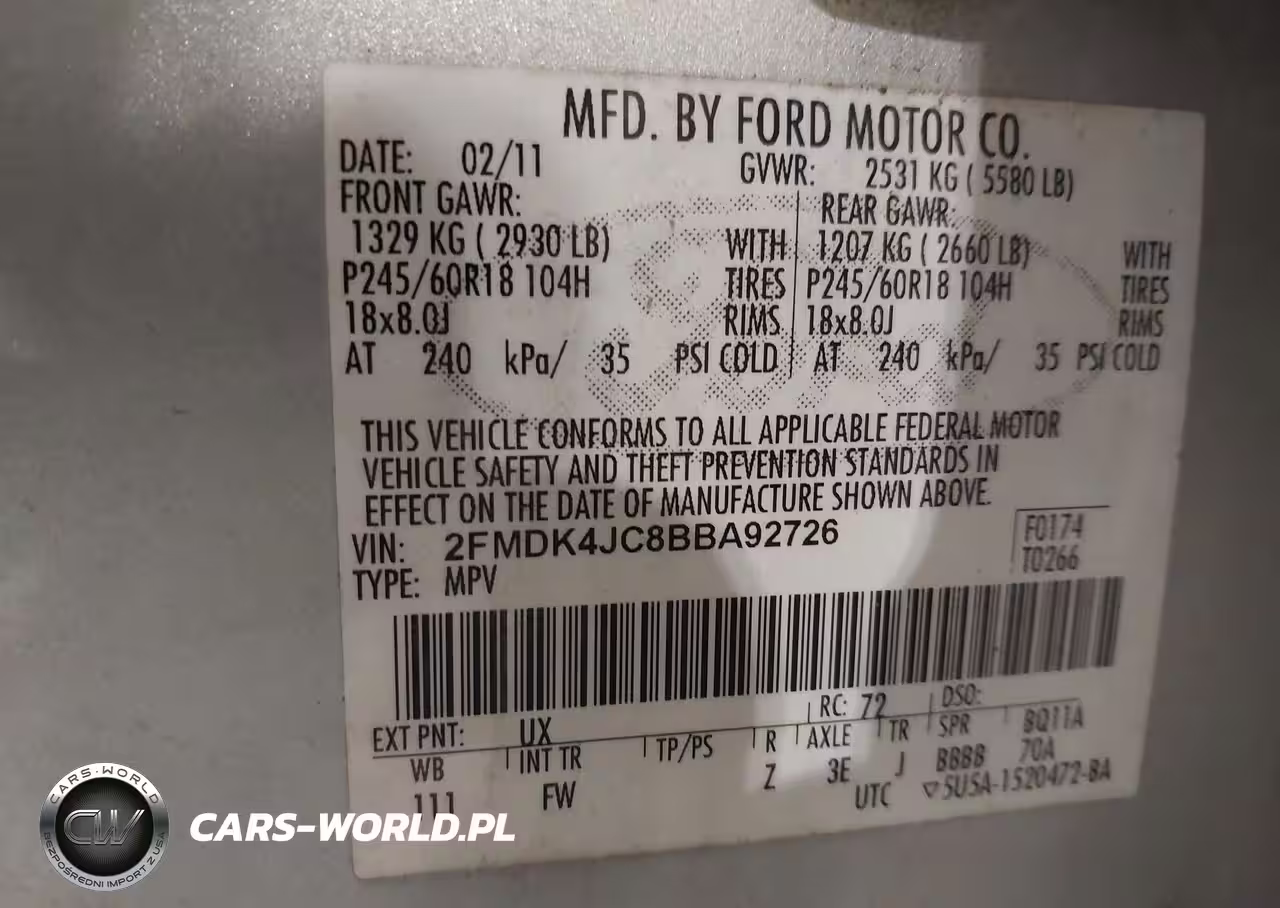 MFD. BY FORD MOTOR CO.
DATE: 02/11 GVWR: 2531 KG ( 5580 LB)
FRONT GAWR: REAR GAWR:
1329 KG ( 2930 LB) WITH 1207 KG ( 2660 LB) WITH
P245/60R18 104H TIRES P245/60R18 104H TIRES
18x8.0J RIMS 18x8.0J RIMS
AT 240 kPa/ 35 PSI COLD AT 240 kPa/ 35 PSI COLD
THIS VEHICLE CONFORMS TO ALL APPLICABLE FEDERAL MOTOR
VEHICLE SAFETY AND THEFT PREVENTION STANDARDS IN
EFFECT ON THE DATE OF MANUFACTURE SHOWN ABOVE.
VIN: 2FMDK4JC8BBA92726 F0174
TYPE: MPV T0266
EXT PNT: UX RC: 72 DSO:
WB INT TR TP/PS R AXLE TR SPR BQ11A
111 FW Z 3E J BBBB 70A
UTC ▽5USA-1520472-BA
CARS-WORLD
CW
BEZPOŚREDNI IMPORT Z USA
CARS-WORLD.PL